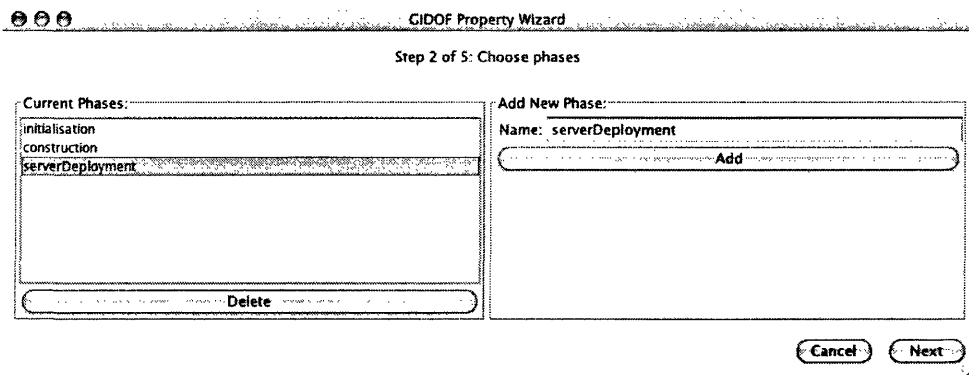 GIDOF Property Wizard
Step 2 of 5: Choose phases
Current Phases:
initialisation
construction
serverDeployment
Delete
Add New Phase:
Name: serverDeployment
Add
Cancel
Next